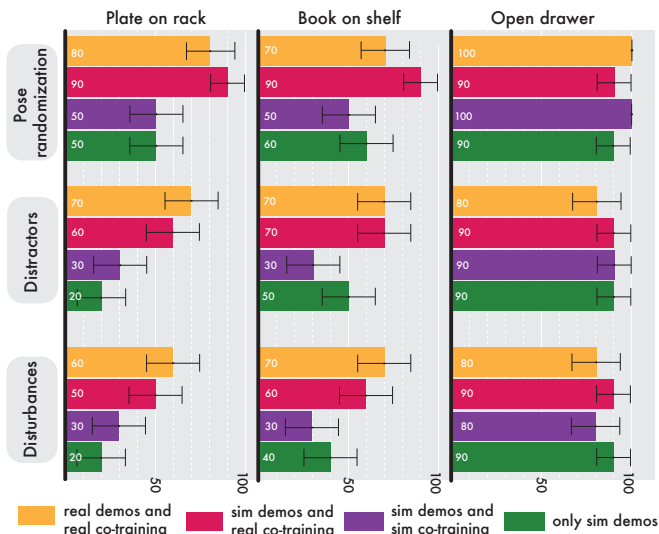 Plate on rack Book on shelf Open drawer
Pose
randomization
80 70 100
90 90 90
50 50 100
50 60 90
Distractors
70 70 80
60 70 90
30 30 90
20 50 90
Disturbances
60 70 80
50 60 90
30 30 80
20 40 90
50 100 50 100 50 100
real demos and
real co-training
sim demos and
real co-training
sim demos and
sim co-training
only sim demos